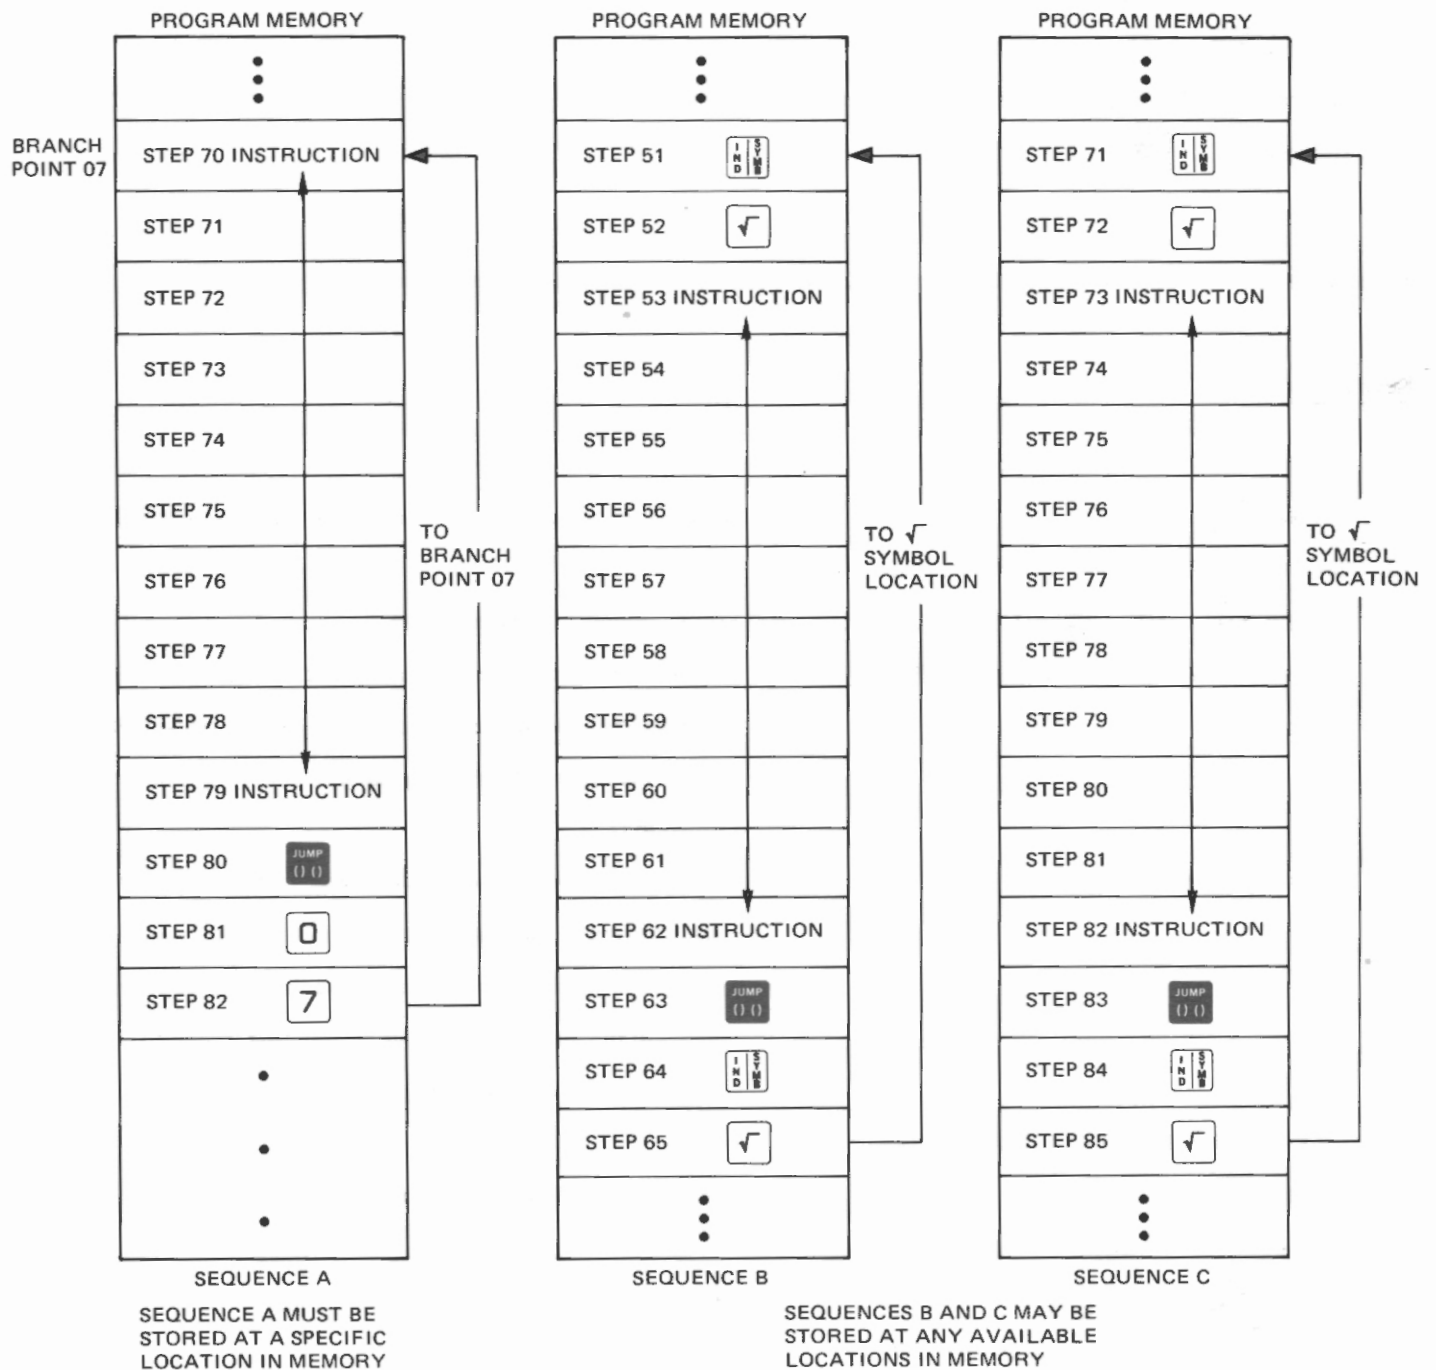 PROGRAM MEMORY
BRANCH
POINT 07
STEP 70 INSTRUCTION
STEP 71
STEP 72
STEP 73
STEP 74
STEP 75
STEP 76
STEP 77
STEP 78
STEP 79 INSTRUCTION
STEP 80 JUMP
( ) ( )
STEP 81 0
STEP 82 7
TO
BRANCH
POINT 07
SEQUENCE A
SEQUENCE A MUST BE
STORED AT A SPECIFIC
LOCATION IN MEMORY
PROGRAM MEMORY
STEP 51 IND SYMB
STEP 52 √
STEP 53 INSTRUCTION
STEP 54
STEP 55
STEP 56
STEP 57
STEP 58
STEP 59
STEP 60
STEP 61
STEP 62 INSTRUCTION
STEP 63 JUMP
( ) ( )
STEP 64 IND SYMB
STEP 65 √
TO √
SYMBOL
LOCATION
SEQUENCE B
PROGRAM MEMORY
STEP 71 IND SYMB
STEP 72 √
STEP 73 INSTRUCTION
STEP 74
STEP 75
STEP 76
STEP 77
STEP 78
STEP 79
STEP 80
STEP 81
STEP 82 INSTRUCTION
STEP 83 JUMP
( ) ( )
STEP 84 IND SYMB
STEP 85 √
TO √
SYMBOL
LOCATION
SEQUENCE C
SEQUENCES B AND C MAY BE
STORED AT ANY AVAILABLE
LOCATIONS IN MEMORY